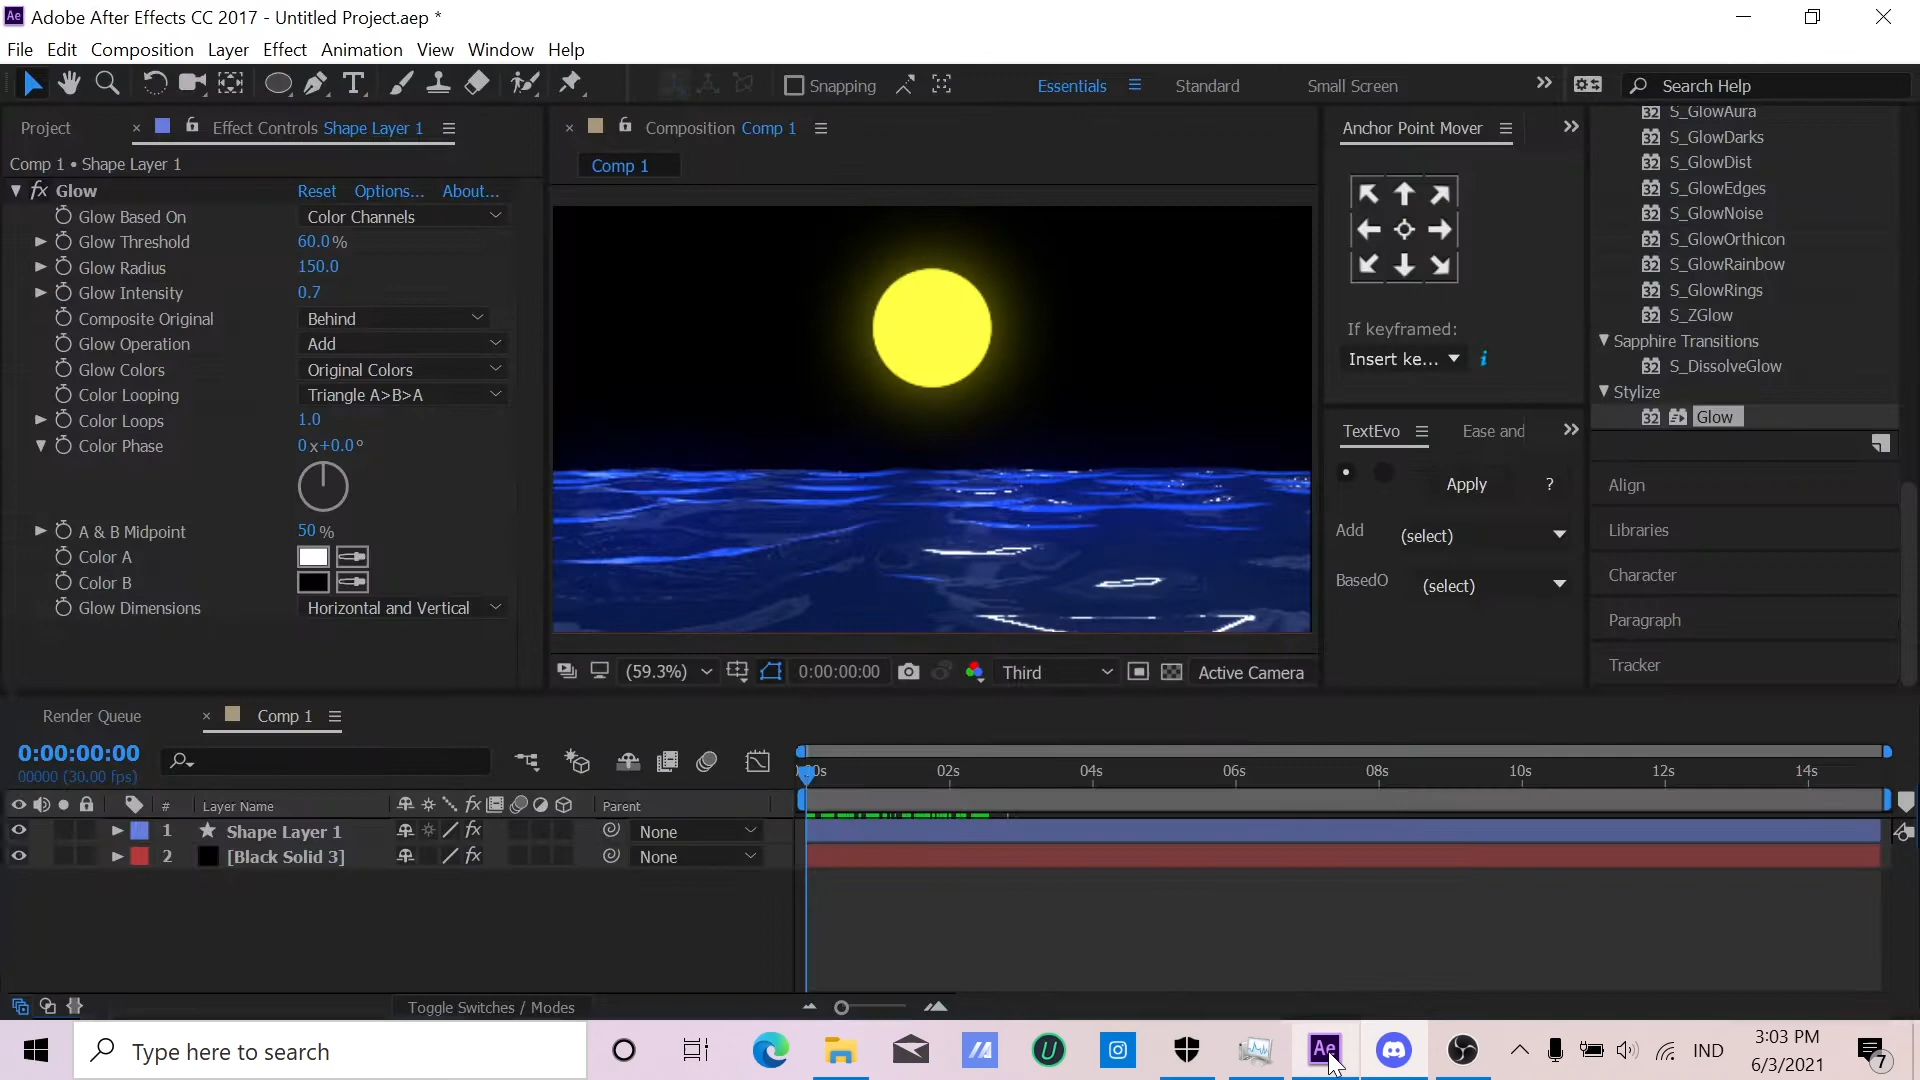 Adobe After Effects CC 2017 - Untitled Project.aep *
File Edit Composition Layer Effect Animation View Window Help
Snapping
Essentials
Standard
Small Screen
Search Help
Project
Effect Controls Shape Layer 1
Comp 1 • Shape Layer 1
fx Glow Reset Options... About...
Glow Based On Color Channels
Glow Threshold 60.0%
Glow Radius 150.0
Glow Intensity 0.7
Composite Original Behind
Glow Operation Add
Glow Colors Original Colors
Color Looping Triangle A>B>A
Color Loops 1.0
Color Phase 0x+0.0°
A & B Midpoint 50 %
Color A
Color B
Glow Dimensions Horizontal and Vertical
Composition Comp 1
Comp 1
(59.3%) 0:00:00:00 Third Active Camera
Anchor Point Mover
If keyframed:
Insert ke...
TextEvo Ease and
Apply ?
Add (select)
BasedO (select)
S_GlowAura
S_GlowDarks
S_GlowDist
S_GlowEdges
S_GlowNoise
S_GlowOrthicon
S_GlowRainbow
S_GlowRings
S_ZGlow
Sapphire Transitions
S_DissolveGlow
Stylize
Glow
Align
Libraries
Character
Paragraph
Tracker
Render Queue Comp 1
0:00:00:00
00000 (30.00 fps)
02s 04s 06s 08s 10s 12s 14s
# Layer Name fx Parent
1 Shape Layer 1 fx None
2 [Black Solid 3] fx None
Toggle Switches / Modes
Type here to search
Ae
IND
3:03 PM
6/3/2021
7